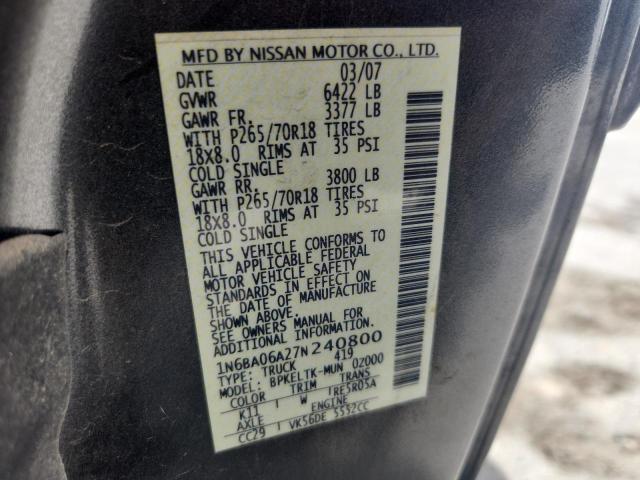 MFD BY NISSAN MOTOR CO., LTD.
DATE 03/07
GVWR 6422 LB
GAWR FR. 3377 LB
WITH P265/70R18 TIRES
18X8.0 RIMS AT 35 PSI
COLD SINGLE
GAWR RR. 3800 LB
WITH P265/70R18 TIRES
18X8.0 RIMS AT 35 PSI
COLD SINGLE
THIS VEHICLE CONFORMS TO
ALL APPLICABLE FEDERAL
MOTOR VEHICLE SAFETY
STANDARDS IN EFFECT ON
THE DATE OF MANUFACTURE
SHOWN ABOVE.
SEE OWNERS MANUAL FOR
ADDITIONAL INFORMATION.
1N6BA06A27N240800
TYPE: TRUCK 419
MODEL: BPKELTK-MUN 02000
COLOR TRIM TRANS
K11 W RE5R05A
AXLE ENGINE
CC29 VK56DE 5552CC